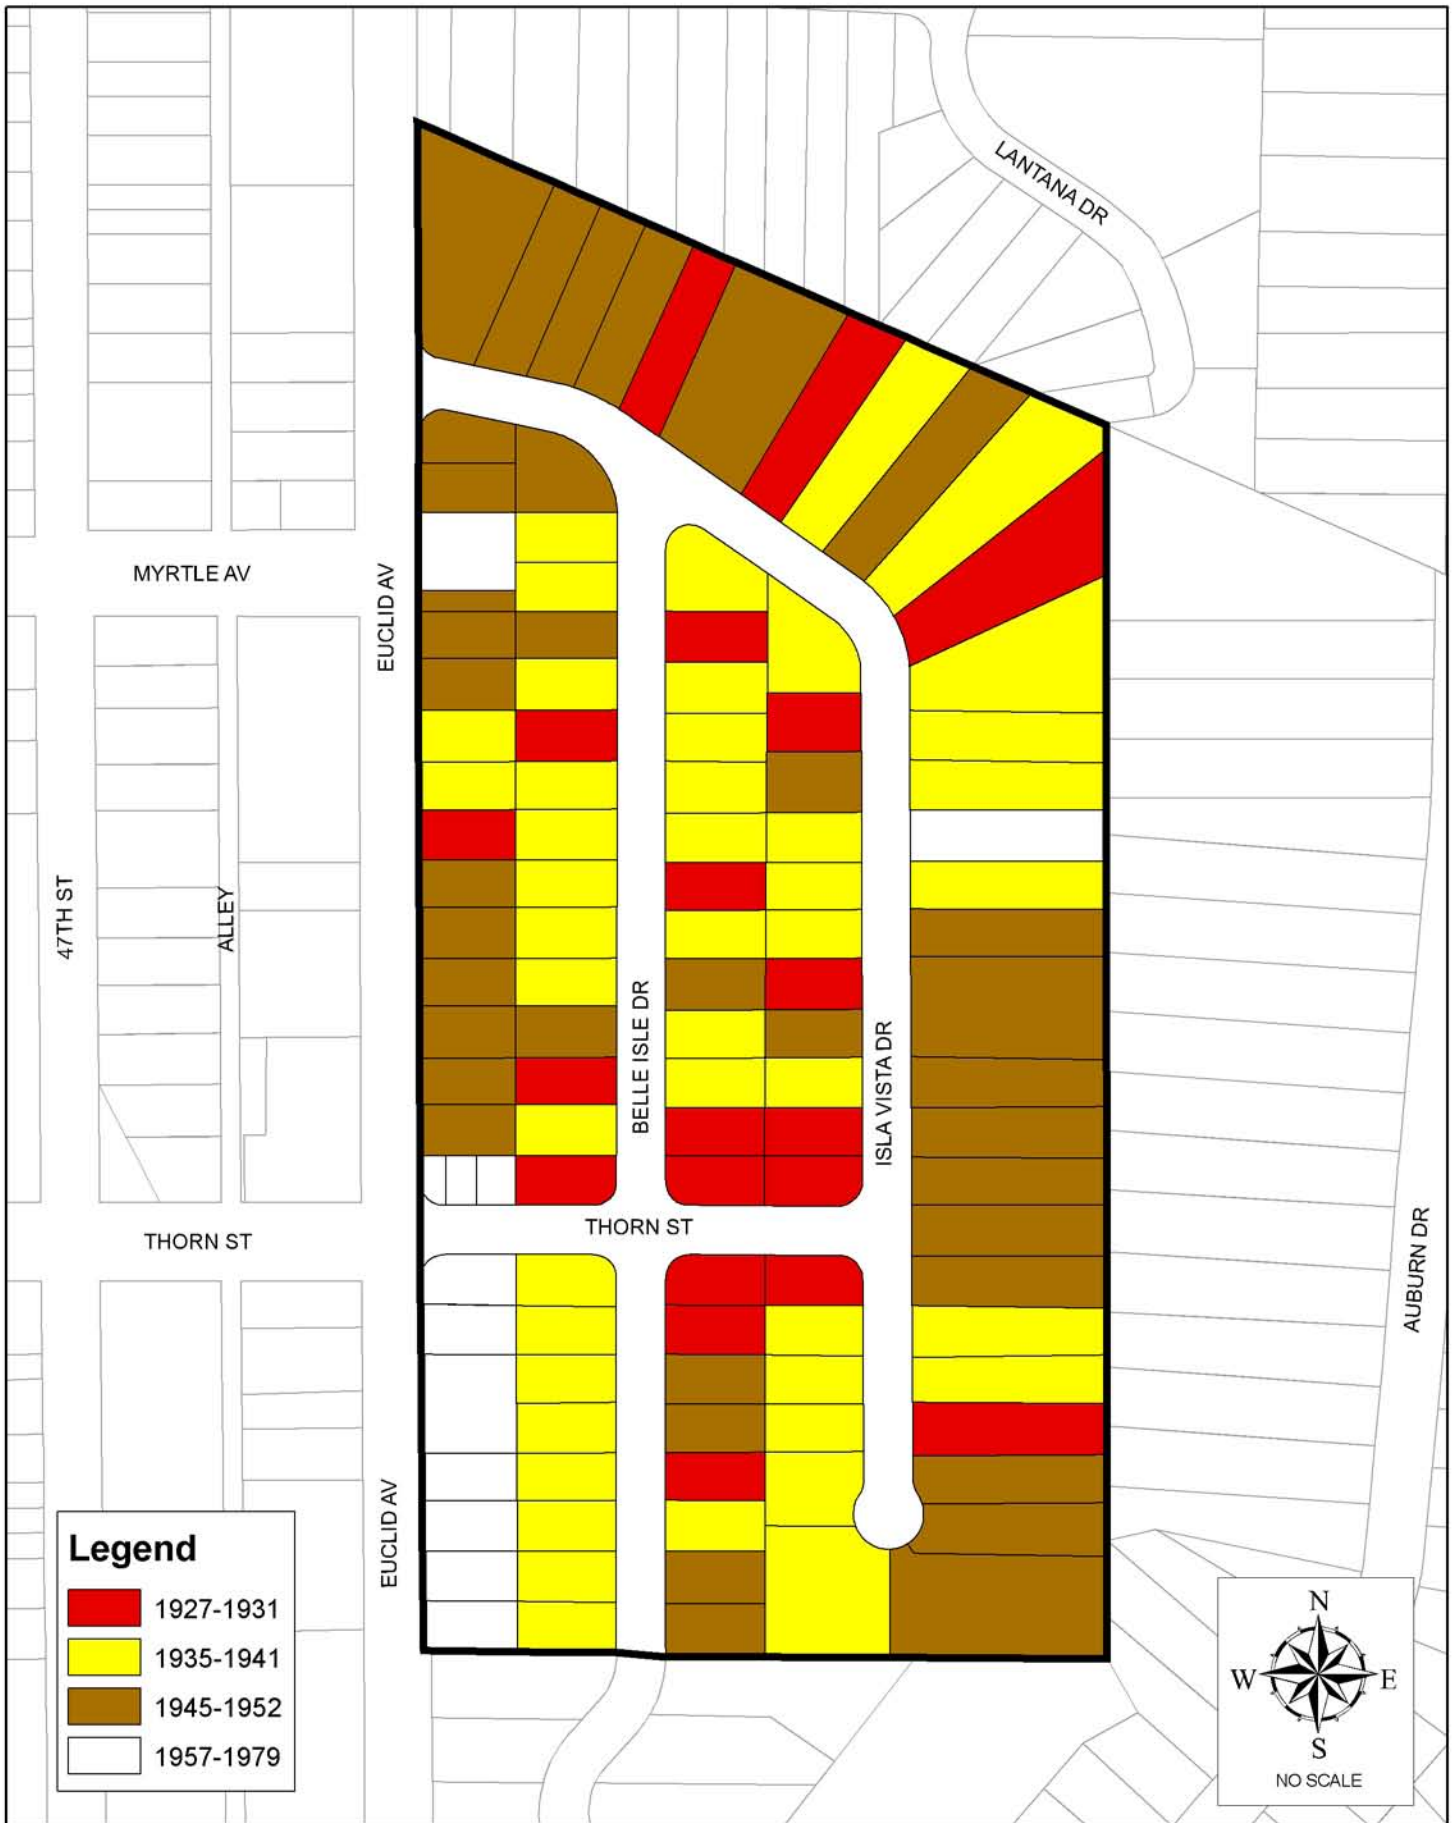 LANTANA DR
MYRTLE AV
EUCLID AV
47TH ST
ALLEY
BELLE ISLE DR
ISLA VISTA DR
THORN ST
THORN ST
AUBURN DR
EUCLID AV
Legend
1927-1931
1935-1941
1945-1952
1957-1979
N
W
E
S
NO SCALE